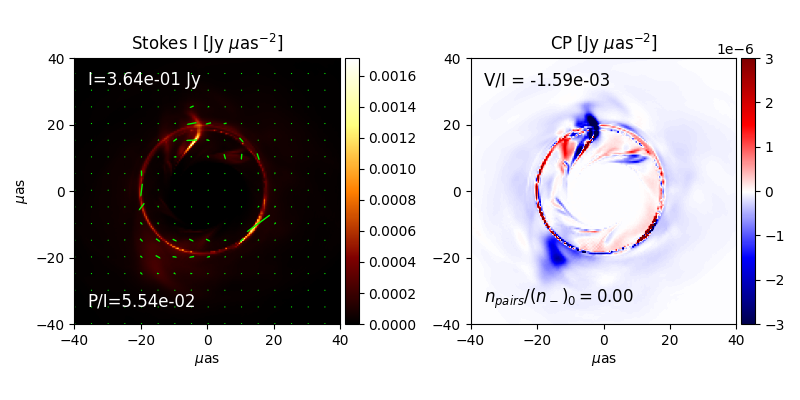 Stokes I [Jy μas⁻²]
CP [Jy μas⁻²]
1e-6
I=3.64e-01 Jy
P/I=5.54e-02
V/I = -1.59e-03
n_pairs/(n_-)_0 = 0.00
40
20
0
−20
−40
−40 −20 0 20 40
μas
μas
0.0016
0.0014
0.0012
0.0010
0.0008
0.0006
0.0004
0.0002
0.0000
40
20
0
−20
−40
−40 −20 0 20 40
μas
3
2
1
0
−1
−2
−3